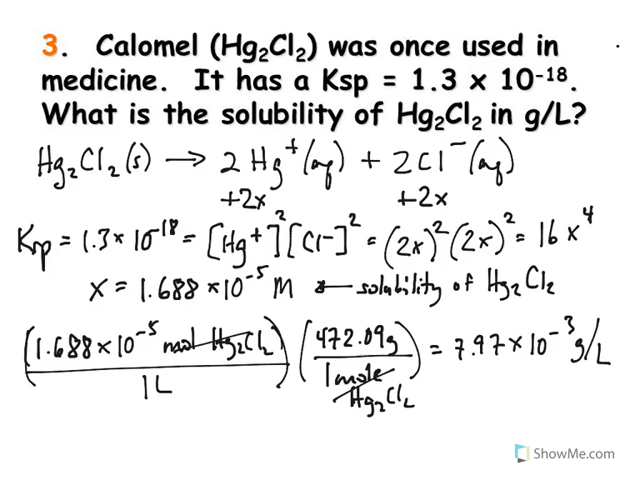 3. Calomel (Hg₂Cl₂) was once used in
medicine. It has a Ksp = 1.3 x 10⁻¹⁸.
What is the solubility of Hg₂Cl₂ in g/L?
Hg₂Cl₂(s) → 2 Hg⁺(aq) + 2Cl⁻(aq)
+2x +2x
Ksp = 1.3 × 10⁻¹⁸ = [Hg⁺]² [Cl⁻]² = (2x)² (2x)² = 16x⁴
x = 1.688 × 10⁻⁵ M ← solubility of Hg₂Cl₂
(1.688 × 10⁻⁵ mol Hg₂Cl₂ / 1L) (472.09g / 1 mole Hg₂Cl₂) = 7.97 × 10⁻³ g/L
ShowMe.com